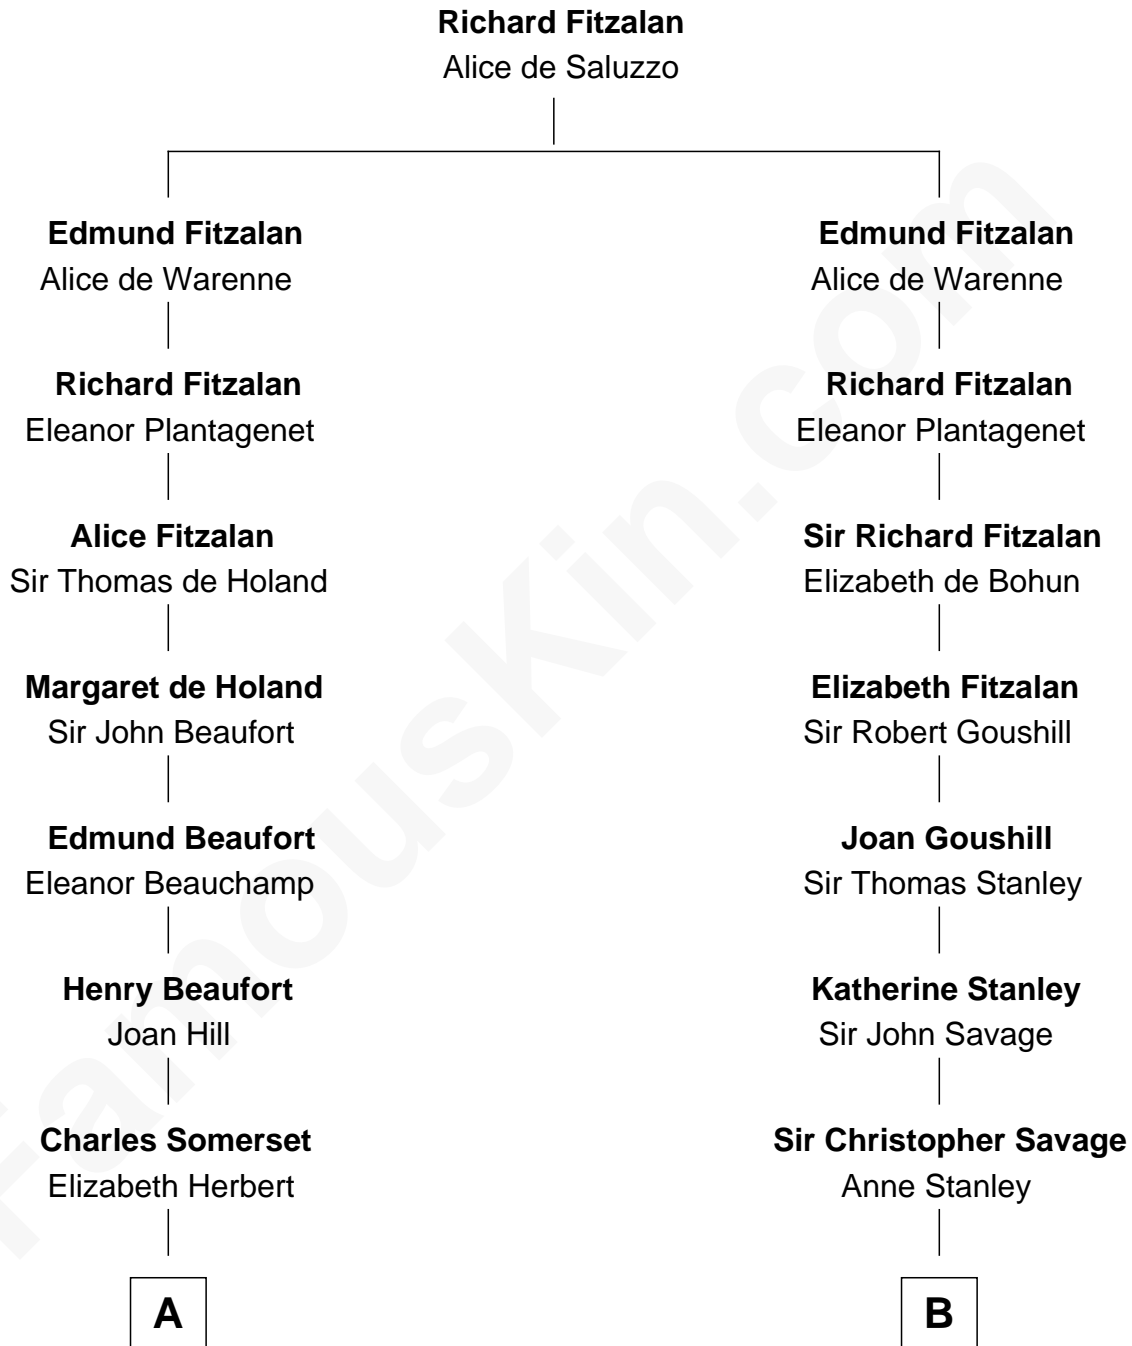 Richard Fitzalan
Alice de Saluzzo
Edmund Fitzalan
Alice de Warenne
Edmund Fitzalan
Alice de Warenne
Richard Fitzalan
Eleanor Plantagenet
Richard Fitzalan
Eleanor Plantagenet
Alice Fitzalan
Sir Thomas de Holand
Sir Richard Fitzalan
Elizabeth de Bohun
Margaret de Holand
Sir John Beaufort
Elizabeth Fitzalan
Sir Robert Goushill
Edmund Beaufort
Eleanor Beauchamp
Joan Goushill
Sir Thomas Stanley
Henry Beaufort
Joan Hill
Katherine Stanley
Sir John Savage
Charles Somerset
Elizabeth Herbert
Sir Christopher Savage
Anne Stanley
A
B
FamousKin.com